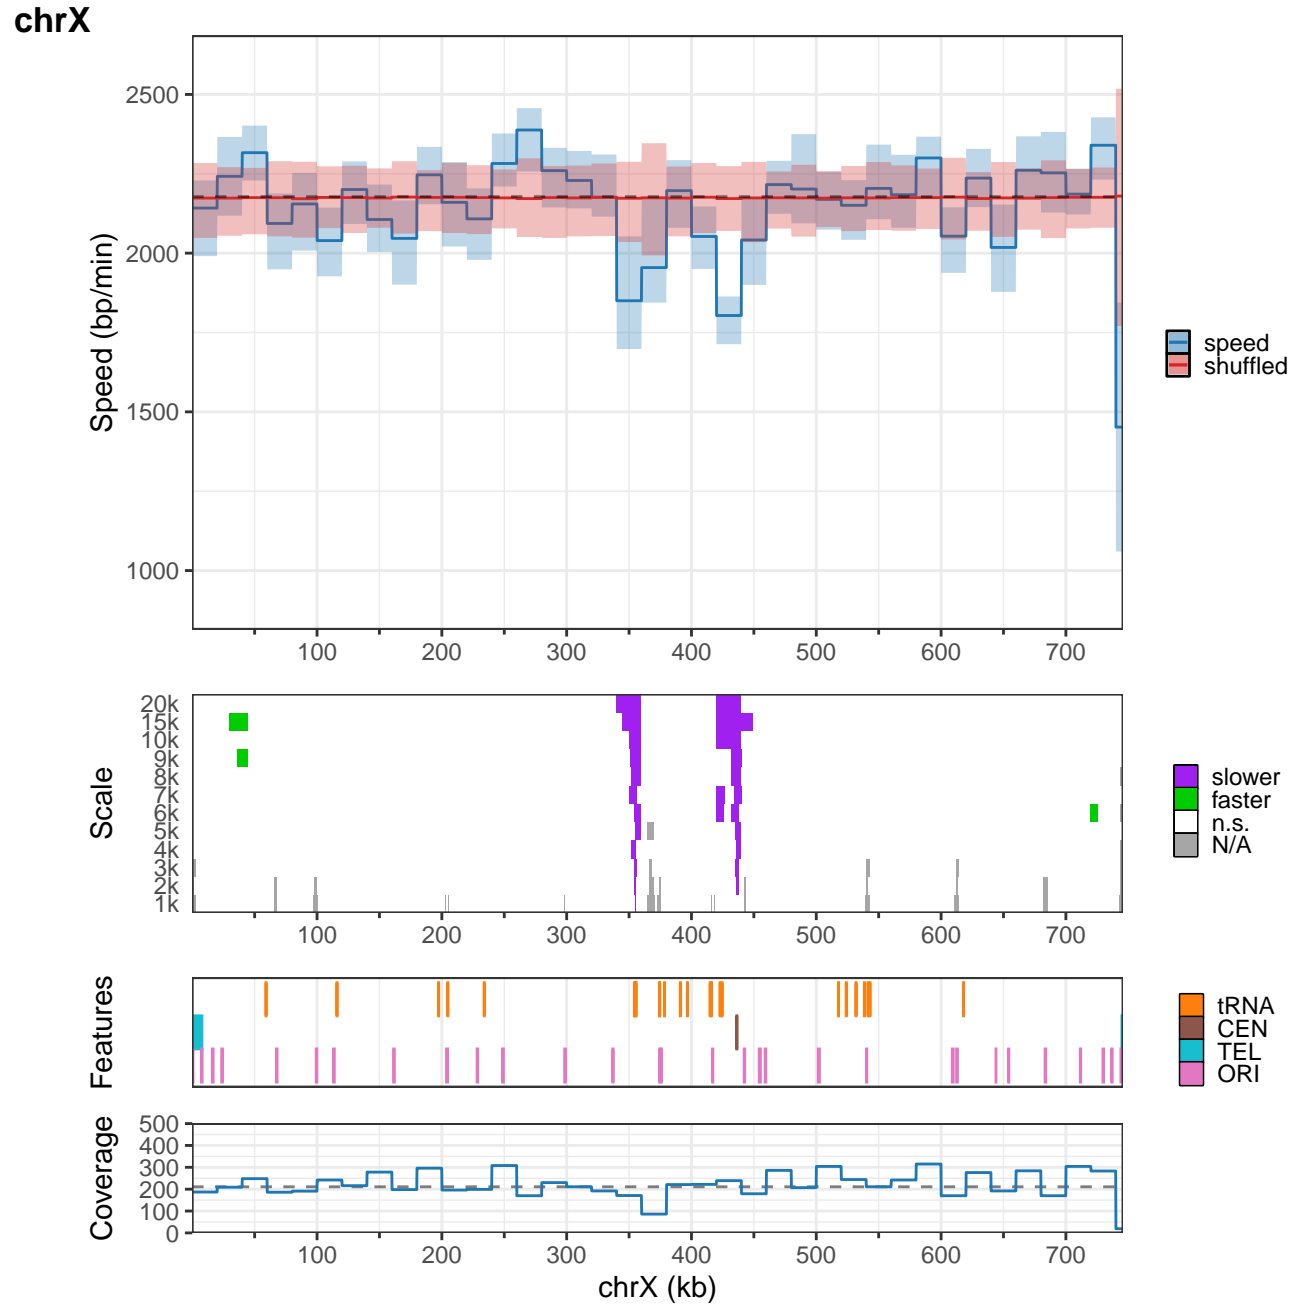 chrX
Speed (bp/min)
2500
2000
1500
1000
100 200 300 400 500 600 700
speed
shuffled
Scale
20k
15k
10k
9k
8k
7k
6k
5k
4k
3k
2k
1k
100 200 300 400 500 600 700
slower
faster
n.s.
N/A
Features
tRNA
CEN
TEL
ORI
Coverage
500
400
300
200
100
0
100 200 300 400 500 600 700
chrX (kb)